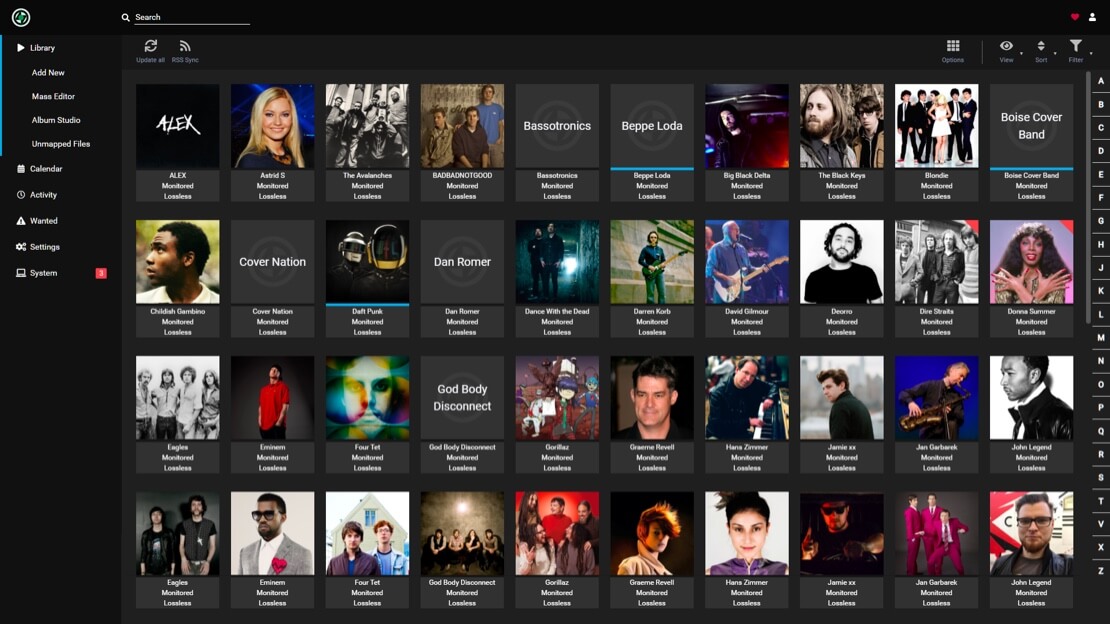 Search
Library
Add New
Mass Editor
Album Studio
Unmapped Files
Calendar
Activity
Wanted
Settings
System
3
Update all
RSS Sync
Options
View
Sort
Filter
ALEX
Bassotronics
Beppe Loda
Boise Cover
Band
ALEX
Astrid S
The Avalanches
BADBADNOTGOOD
Bassotronics
Beppe Loda
Big Black Delta
The Black Keys
Blondie
Boise Cover Band
Monitored
Monitored
Monitored
Monitored
Monitored
Monitored
Monitored
Monitored
Monitored
Monitored
Lossless
Lossless
Lossless
Lossless
Lossless
Lossless
Lossless
Lossless
Lossless
Lossless
Cover Nation
Dan Romer
Childish Gambino
Cover Nation
Daft Punk
Dan Romer
Dance With the Dead
Darren Korb
David Gilmour
Deorro
Dire Straits
Donna Summer
Monitored
Monitored
Monitored
Monitored
Monitored
Monitored
Monitored
Monitored
Monitored
Monitored
Lossless
Lossless
Lossless
Lossless
Lossless
Lossless
Lossless
Lossless
Lossless
Lossless
God Body
Disconnect
Eagles
Eminem
Four Tet
God Body Disconnect
Gorillaz
Graeme Revell
Hans Zimmer
Jamie xx
Jan Garbarek
John Legend
Monitored
Monitored
Monitored
Monitored
Monitored
Monitored
Monitored
Monitored
Monitored
Monitored
Lossless
Lossless
Lossless
Lossless
Lossless
Lossless
Lossless
Lossless
Lossless
Lossless
Eagles
Eminem
Four Tet
God Body Disconnect
Gorillaz
Graeme Revell
Hans Zimmer
Jamie xx
Jan Garbarek
John Legend
Monitored
Monitored
Monitored
Monitored
Monitored
Monitored
Monitored
Monitored
Monitored
Monitored
Lossless
Lossless
Lossless
Lossless
Lossless
Lossless
Lossless
Lossless
Lossless
Lossless
A
B
C
D
E
F
G
H
J
K
L
M
N
O
P
Q
R
S
T
V
X
Z